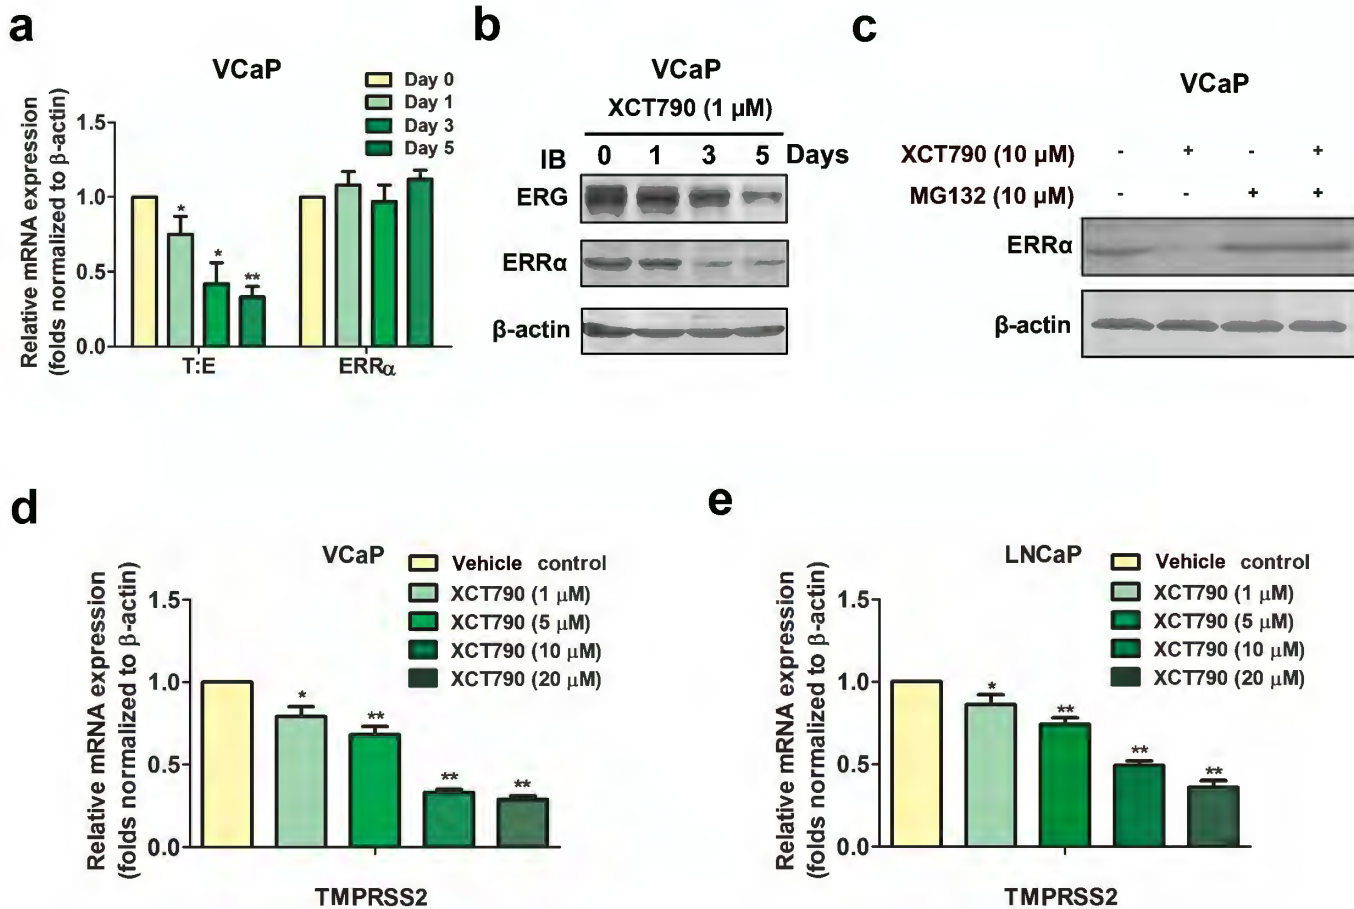 a
VCaP
Day 0
Day 1
Day 3
Day 5
Relative mRNA expression
(folds normalized to β-actin)
1.5
1.0
0.5
0.0
*
*
**
T:E
ERRα
b
VCaP
XCT790 (1 μM)
IB 0 1 3 5 Days
ERG
ERRα
β-actin
c
VCaP
XCT790 (10 μM) - + - +
MG132 (10 μM) - - + +
ERRα
β-actin
d
VCaP
Vehicle control
XCT790 (1 μM)
XCT790 (5 μM)
XCT790 (10 μM)
XCT790 (20 μM)
Relative mRNA expression
(folds normalized to β-actin)
1.5
1.0
0.5
0.0
*
**
**
**
TMPRSS2
e
LNCaP
Vehicle control
XCT790 (1 μM)
XCT790 (5 μM)
XCT790 (10 μM)
XCT790 (20 μM)
Relative mRNA expression
(folds normalized to β-actin)
1.5
1.0
0.5
0.0
*
**
**
**
TMPRSS2